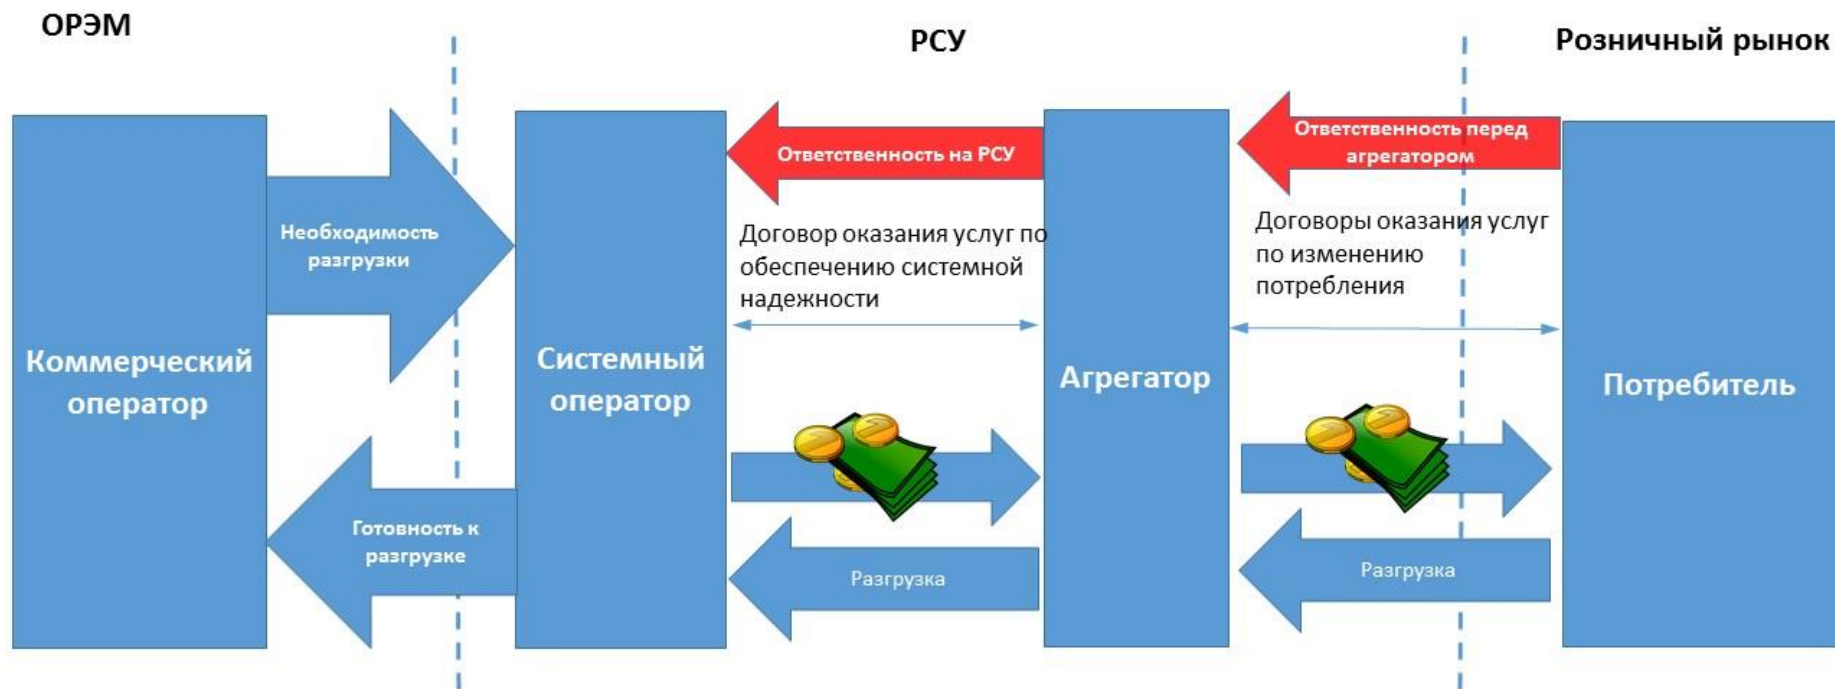 ОРЭМ
РСУ
Розничный рынок
Коммерческий
оператор
Необходимость
разгрузки
Готовность к
разгрузке
Системный
оператор
Ответственность на РСУ
Договор оказания услуг по
обеспечению системной
надежности
Разгрузка
Агрегатор
Ответственность перед
агрегатором
Договоры оказания услуг
по изменению
потребления
Разгрузка
Потребитель